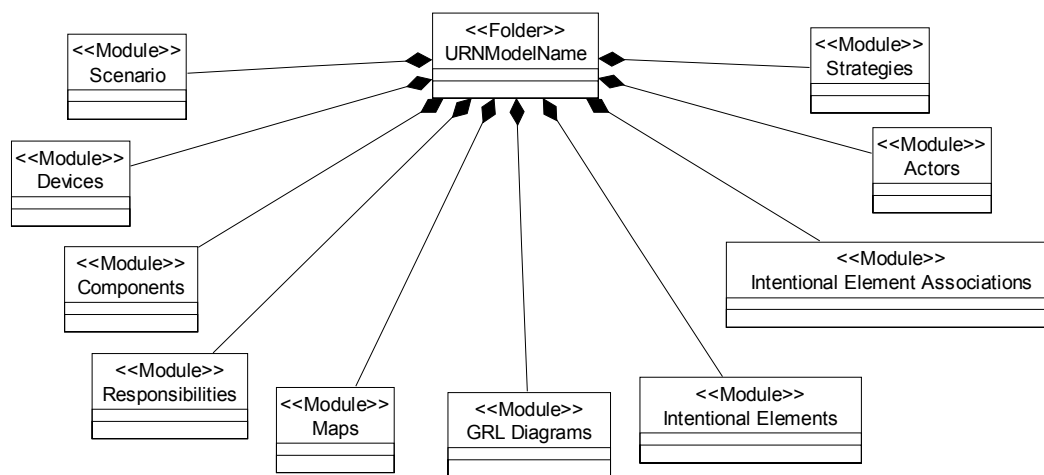 <<Folder>>
URNModelName
<<Module>>
Scenario
<<Module>>
Strategies
<<Module>>
Devices
<<Module>>
Actors
<<Module>>
Components
<<Module>>
Intentional Element Associations
<<Module>>
Responsibilities
<<Module>>
Maps
<<Module>>
GRL Diagrams
<<Module>>
Intentional Elements